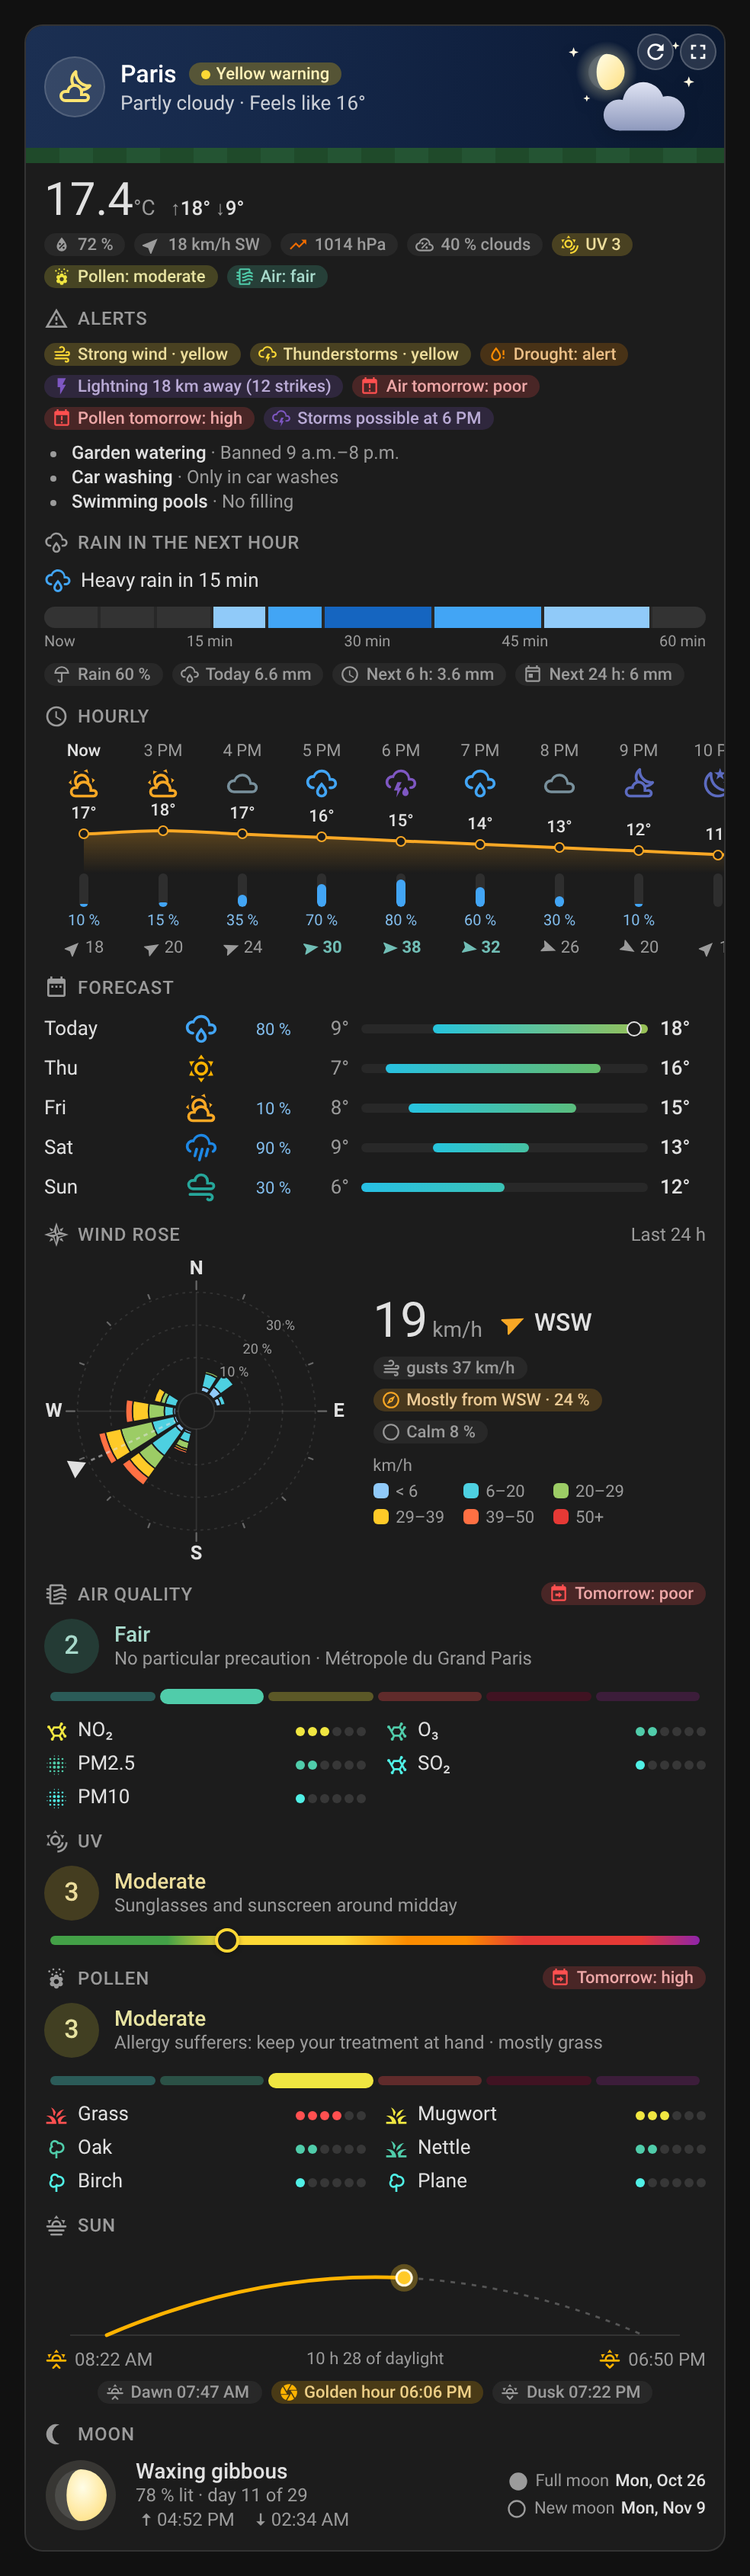 Paris Yellow warning
Partly cloudy · Feels like 16°
17.4°C ↑18° ↓9°
72 % 18 km/h SW 1014 hPa 40 % clouds UV 3
Pollen: moderate Air: fair
ALERTS
Strong wind · yellow Thunderstorms · yellow Drought: alert
Lightning 18 km away (12 strikes) Air tomorrow: poor
Pollen tomorrow: high Storms possible at 6 PM
• Garden watering · Banned 9 a.m.–8 p.m.
• Car washing · Only in car washes
• Swimming pools · No filling
RAIN IN THE NEXT HOUR
Heavy rain in 15 min
Now 15 min 30 min 45 min 60 min
Rain 60 % Today 6.6 mm Next 6 h: 3.6 mm Next 24 h: 6 mm
HOURLY
Now 3 PM 4 PM 5 PM 6 PM 7 PM 8 PM 9 PM 10 P
17° 18° 17° 16° 15° 14° 13° 12° 11
10 % 15 % 35 % 70 % 80 % 60 % 30 % 10 %
18 20 24 30 38 32 26 20 1
FORECAST
Today 80 % 9° 18°
Thu 7° 16°
Fri 10 % 8° 15°
Sat 90 % 9° 13°
Sun 30 % 6° 12°
WIND ROSE Last 24 h
N
30 %
20 %
10 %
W E
S
19 km/h WSW
gusts 37 km/h
Mostly from WSW · 24 %
Calm 8 %
km/h
< 6 6–20 20–29
29–39 39–50 50+
AIR QUALITY Tomorrow: poor
2 Fair
No particular precaution · Métropole du Grand Paris
NO₂ O₃
PM2.5 SO₂
PM10
UV
3 Moderate
Sunglasses and sunscreen around midday
POLLEN Tomorrow: high
3 Moderate
Allergy sufferers: keep your treatment at hand · mostly grass
Grass Mugwort
Oak Nettle
Birch Plane
SUN
08:22 AM 10 h 28 of daylight 06:50 PM
Dawn 07:47 AM Golden hour 06:06 PM Dusk 07:22 PM
MOON
Waxing gibbous
78 % lit · day 11 of 29
↑ 04:52 PM ↓ 02:34 AM
Full moon Mon, Oct 26
New moon Mon, Nov 9